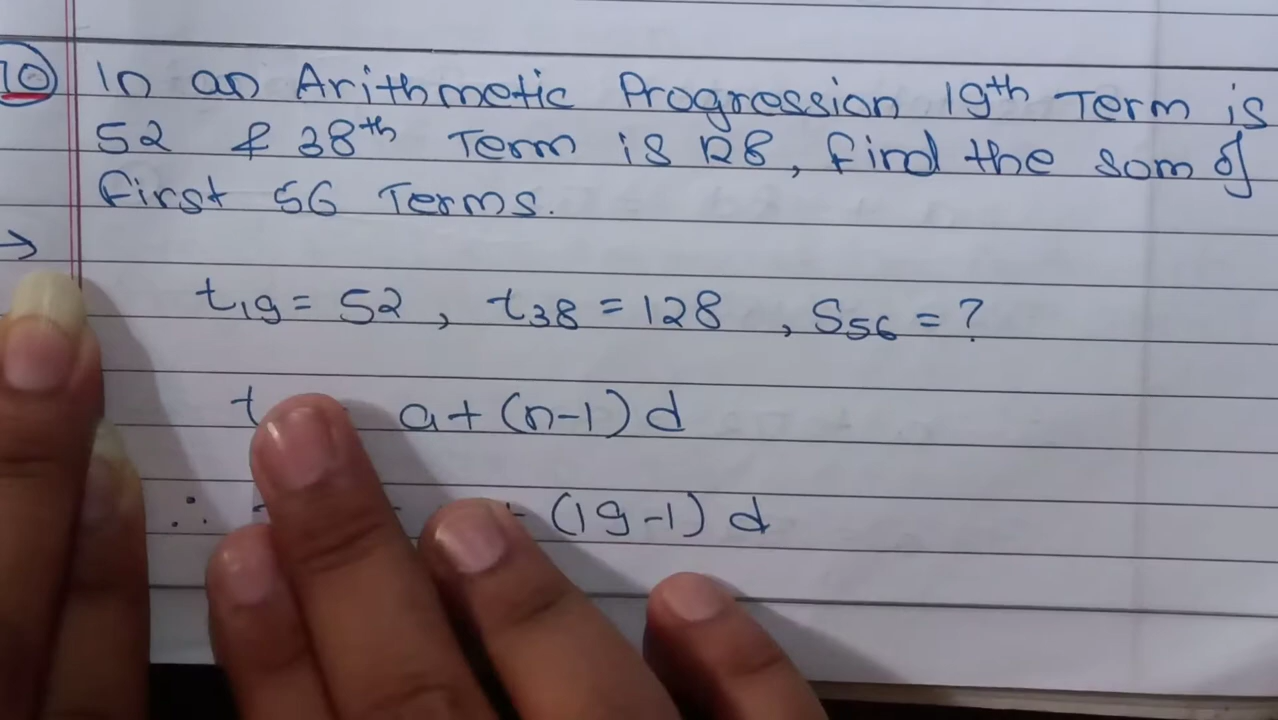 10 In an Arithmetic Progression 19th Term is
52 & 38th Term is 128, find the som of
first 56 Terms.
→
t19 = 52, t38 = 128, S56 = ?
t a + (n-1) d
∴ (19-1) d